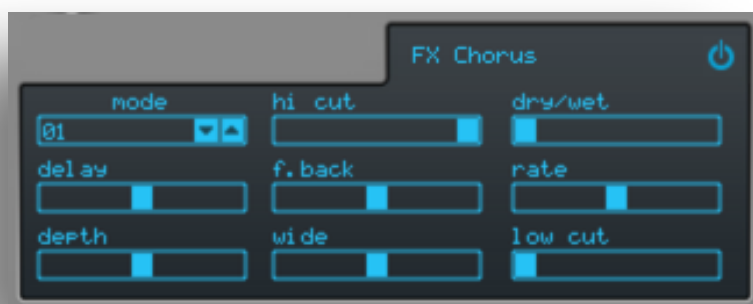 FX Chorus
mode hi cut dry/wet
01
delay f.back rate
depth wide low cut